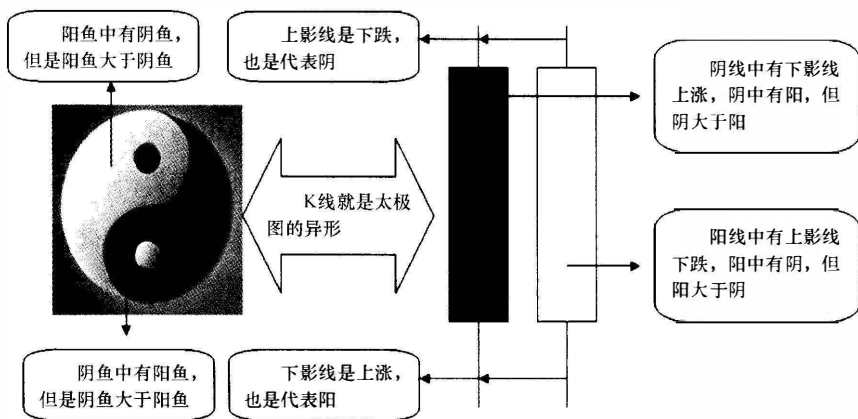 阳鱼中有阴鱼，
但是阳鱼大于阴鱼
上影线是下跌，
也是代表阴
阴线中有下影线
上涨，阴中有阳，但
阴大于阳
K线就是太极
图的异形
阳线中有上影线
下跌，阳中有阴，但
阳大于阴
阴鱼中有阳鱼，
但是阴鱼大于阳鱼
下影线是上涨，
也是代表阳